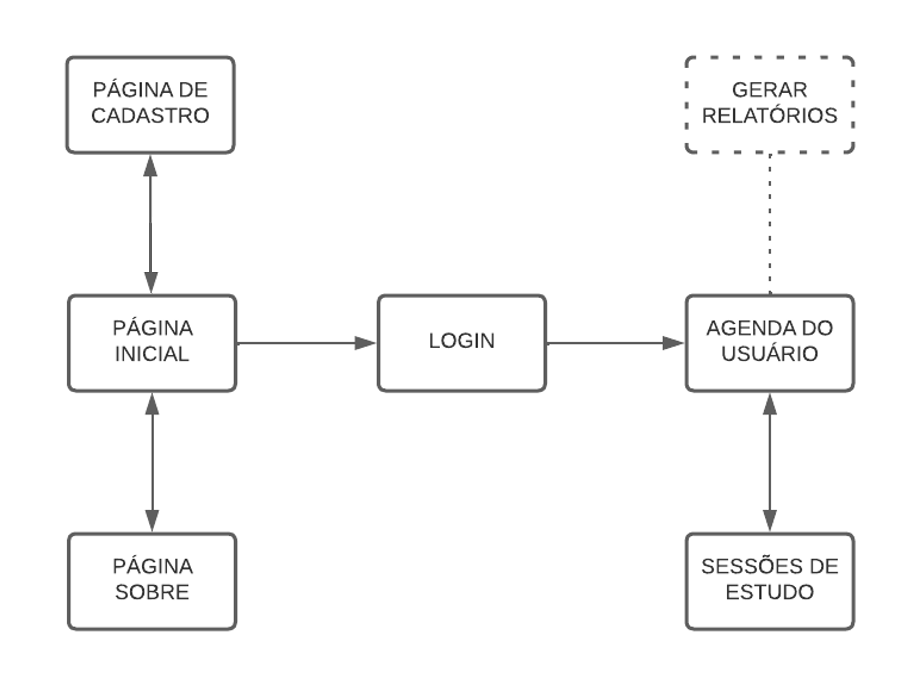 PÁGINA DE
CADASTRO
GERAR
RELATÓRIOS
PÁGINA
INICIAL
LOGIN
AGENDA DO
USUÁRIO
PÁGINA
SOBRE
SESSÕES DE
ESTUDO